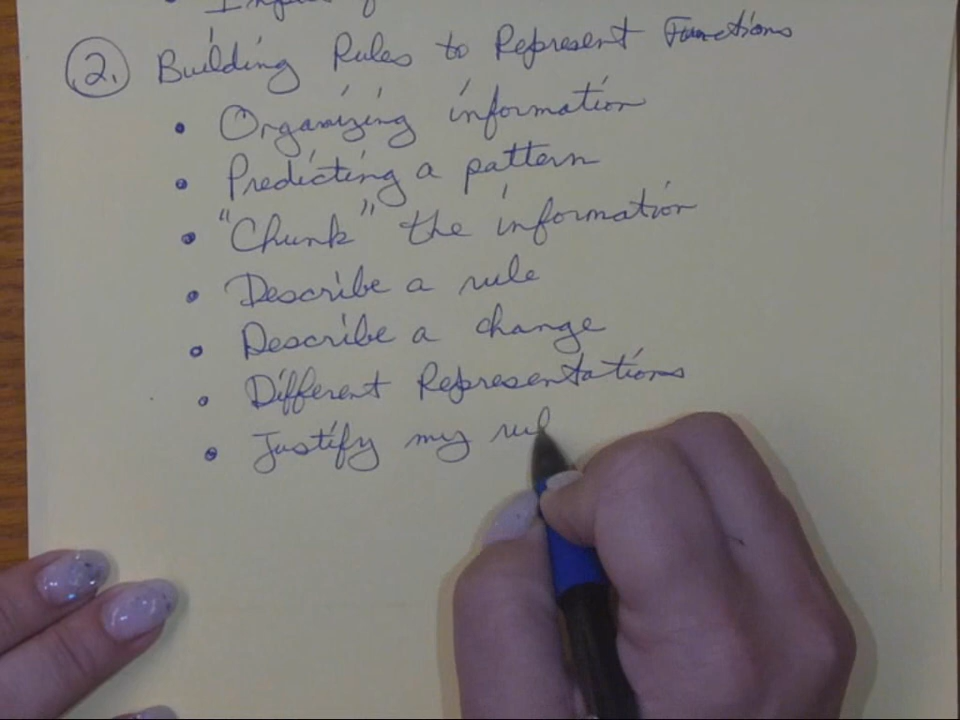 2. Building Rules to Represent Functions
• Organizing information
• Predicting a pattern
• "Chunk" the information
• Describe a rule
• Describe a change
• Different Representations
• Justify my rul